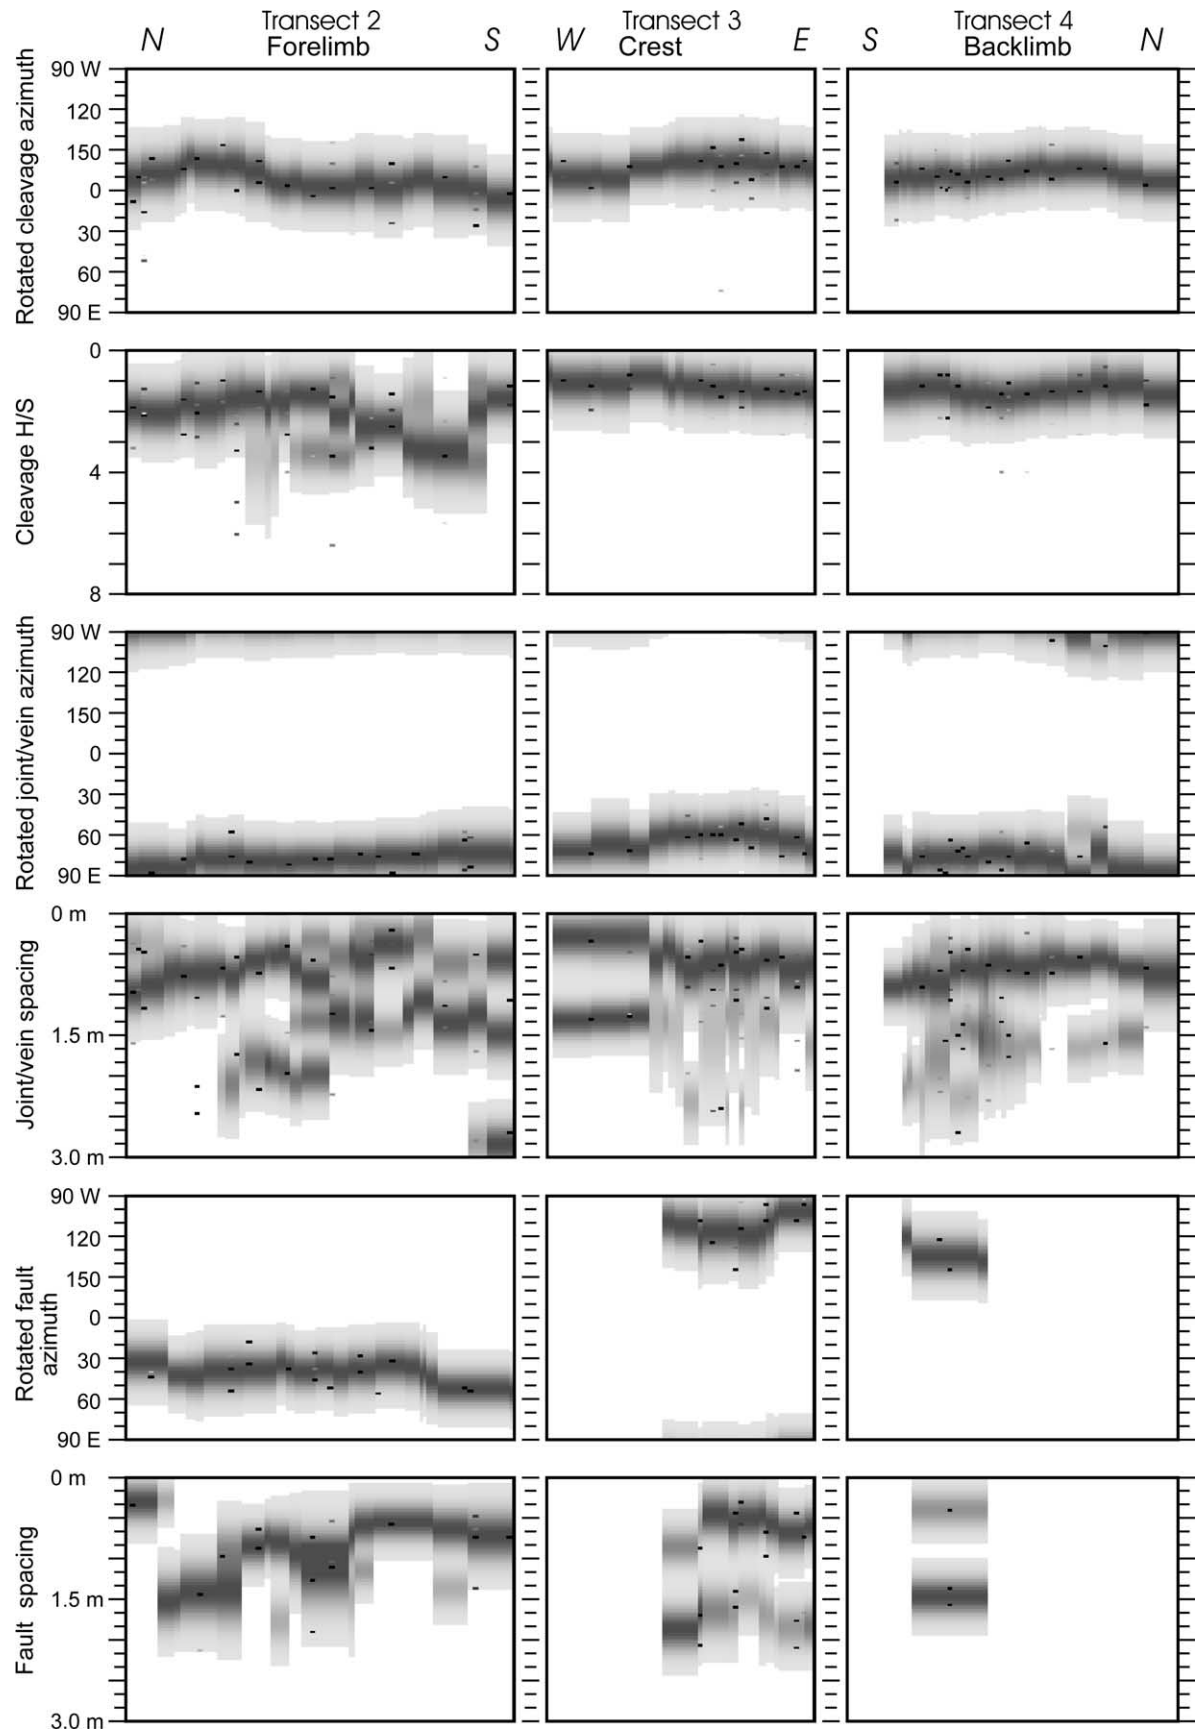 Transect 2 Transect 3 Transect 4
N Forelimb S W Crest E S Backlimb N
Rotated cleavage azimuth
90 W
120
150
0
30
60
90 E
Cleavage H/S
0
4
8
Rotated joint/vein azimuth
90 W
120
150
0
30
60
90 E
Joint/vein spacing
0 m
1.5 m
3.0 m
Rotated fault
azimuth
90 W
120
150
0
30
60
90 E
Fault spacing
0 m
1.5 m
3.0 m